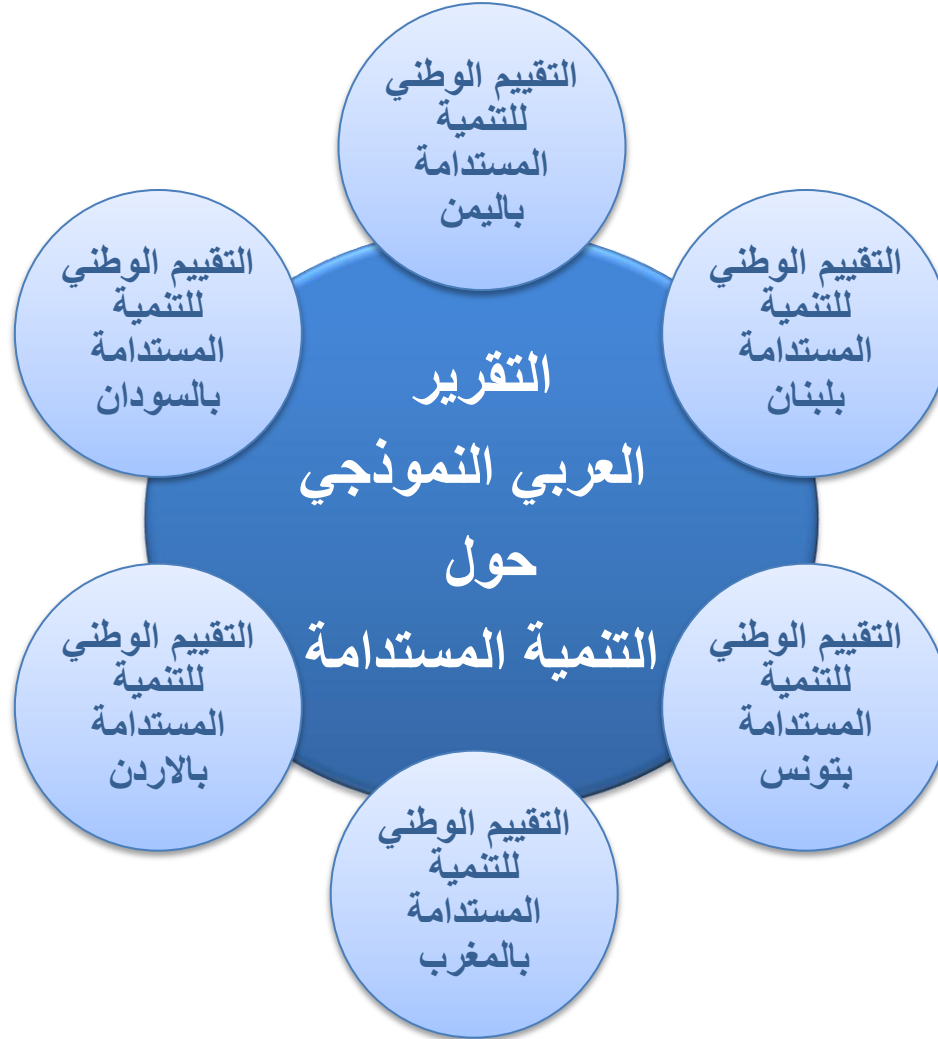 التقييم الوطني
للتنمية
المستدامة
باليمن
التقييم الوطني
للتنمية
المستدامة
بلبنان
التقييم الوطني
للتنمية
المستدامة
بالسودان
التقرير
العربي النموذجي
حول
التنمية المستدامة
التقييم الوطني
للتنمية
المستدامة
بتونس
التقييم الوطني
للتنمية
المستدامة
بالاردن
التقييم الوطني
للتنمية
المستدامة
بالمغرب